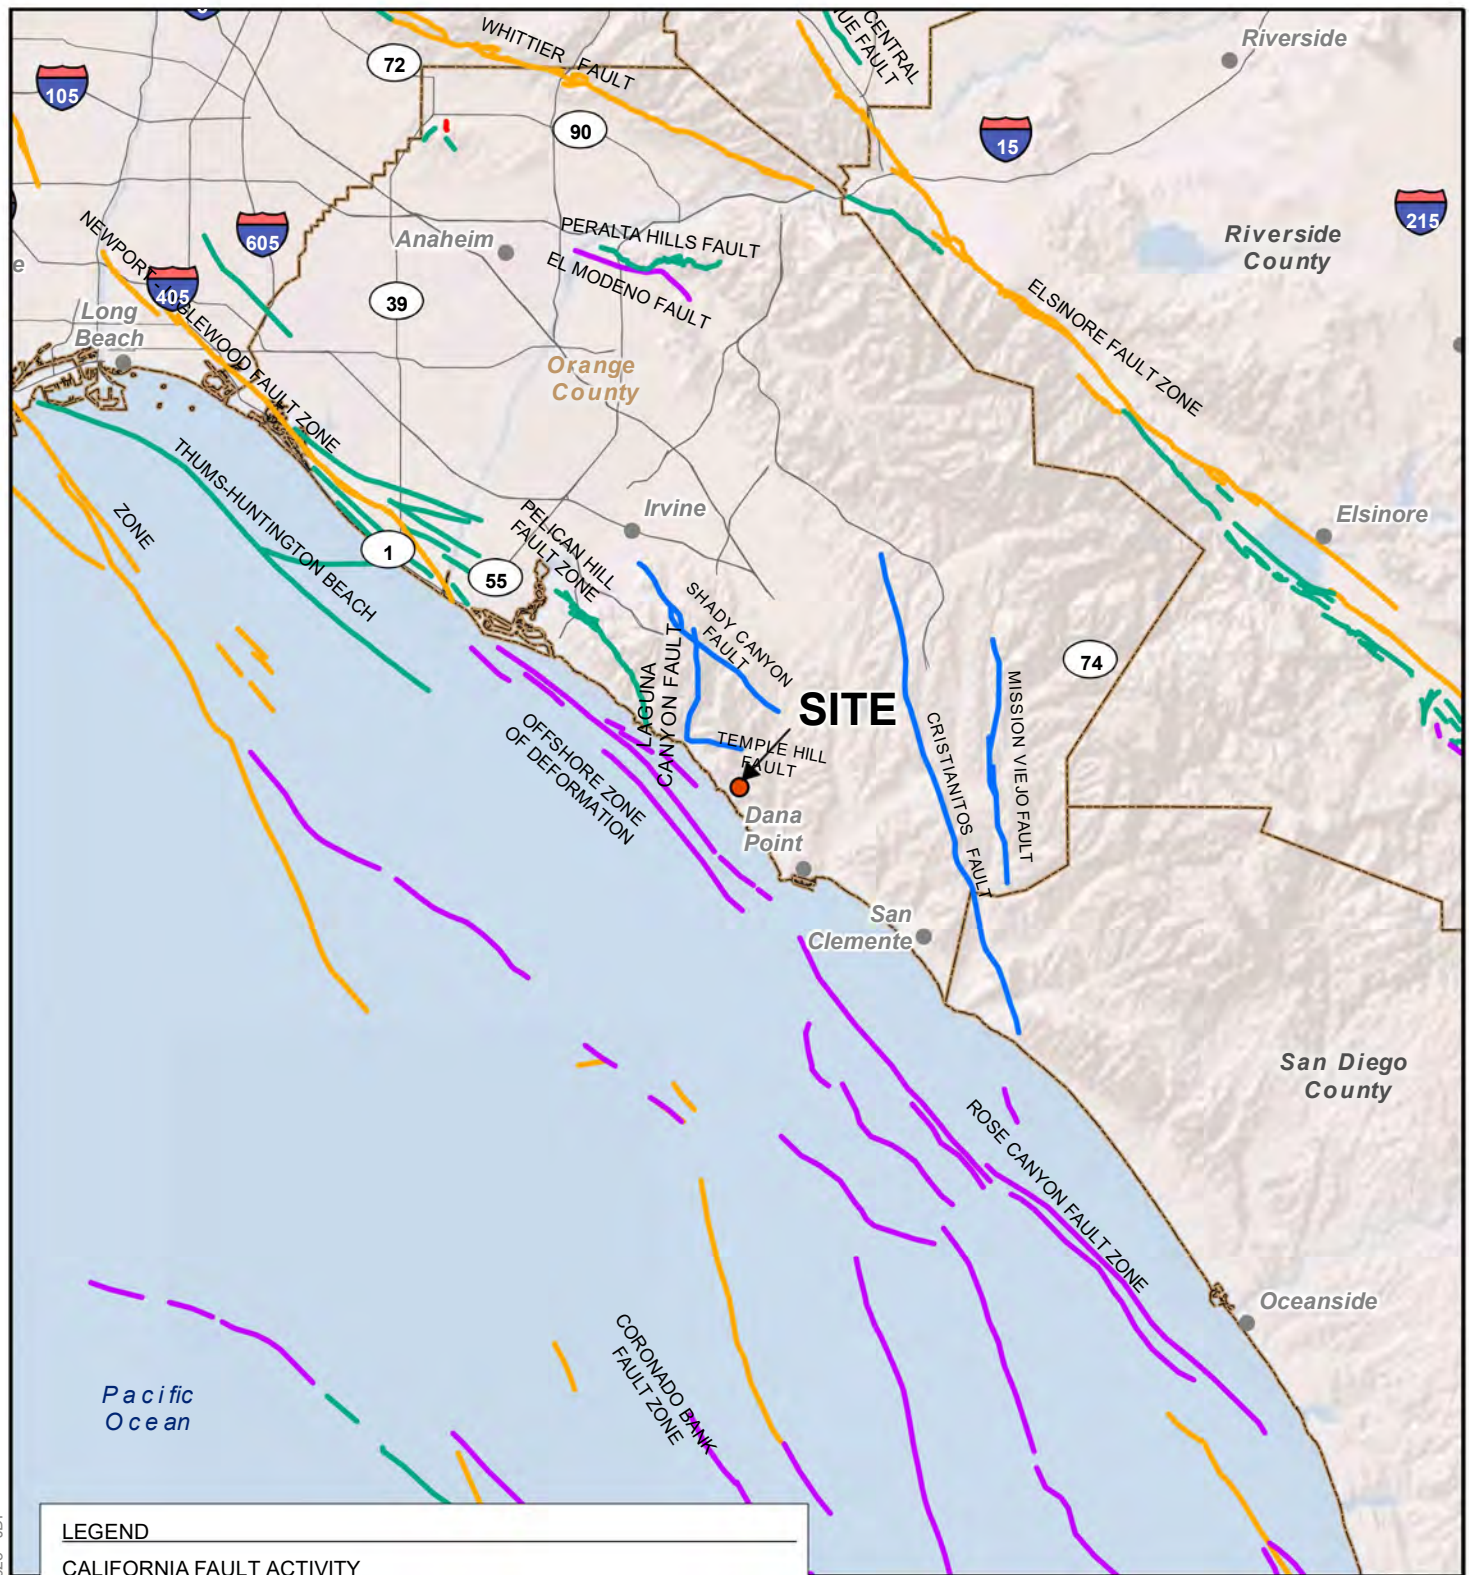 WHITTIER FAULT
CENTRAL
UE FAULT
Riverside
72
105
90
15
215
605
NEWPORT-
BLEWOOD FAULT ZONE
405
Anaheim
PERALTA HILLS FAULT
EL MODENO FAULT
Riverside
County
e
Long
Beach
39
ELSINORE FAULT ZONE
Orange
County
THUMS-HUNTINGTON BEACH
ZONE
Irvine
Elsinore
1
55
PELICAN HILL
FAULT ZONE
SHADY CANYON
FAULT
LAGUNA
CANYON FAULT
74
MISSION VIEJO FAULT
SITE
CRISTIANITOS FAULT
TEMPLE HILL
FAULT
OFFSHORE ZONE
OF DEFORMATION
Dana
Point
San
Clemente
San Diego
County
ROSE CANYON FAULT ZONE
Oceanside
CORONADO BANK
FAULT ZONE
Pacific
Ocean
LEGEND
CALIFORNIA FAULT ACTIVITY